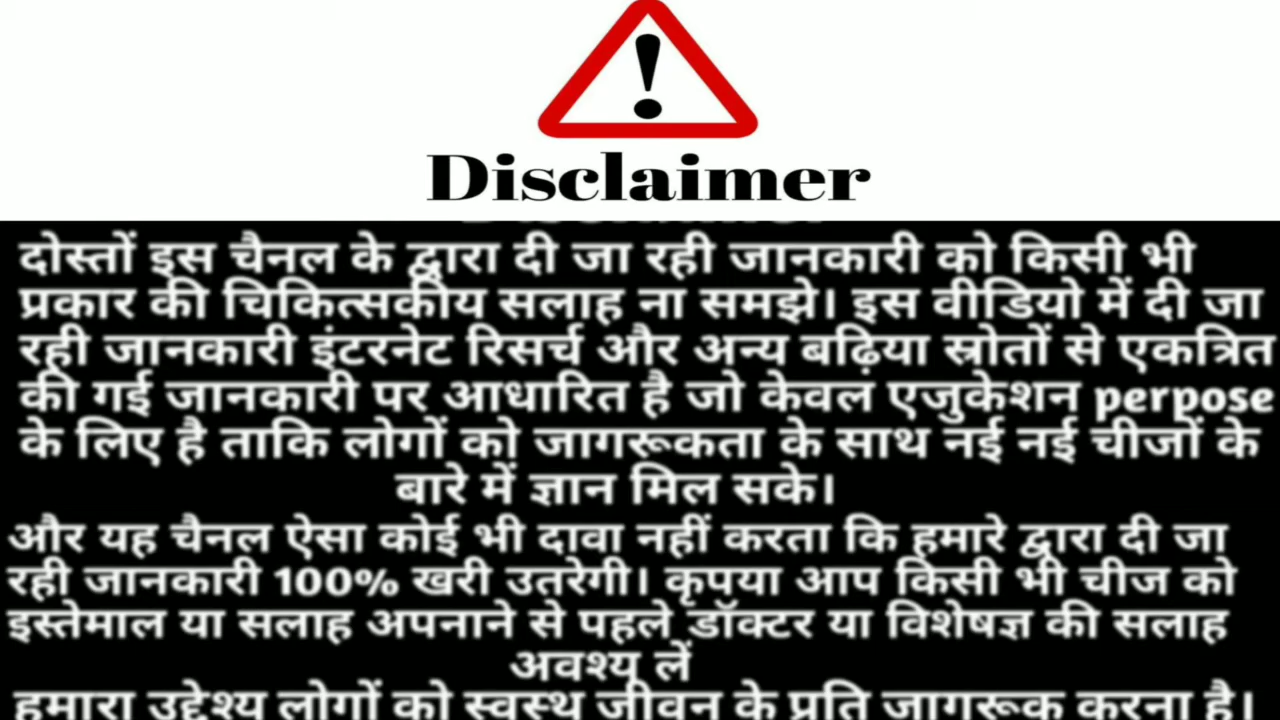 Disclaimer
दोस्तों इस चैनल के द्वारा दी जा रही जानकारी को किसी भी
प्रकार की चिकित्सकीय सलाह ना समझे। इस वीडियो में दी जा
रही जानकारी इंटरनेट रिसर्च और अन्य बढ़िया स्रोतों से एकत्रित
की गई जानकारी पर आधारित है जो केवल एजुकेशन perpose
के लिए है ताकि लोगों को जागरूकता के साथ नई नई चीजों के
बारे में ज्ञान मिल सके।
और यह चैनल ऐसा कोई भी दावा नहीं करता कि हमारे द्वारा दी जा
रही जानकारी 100% खरी उतरेगी। कृपया आप किसी भी चीज को
इस्तेमाल या सलाह अपनाने से पहले डॉक्टर या विशेषज्ञ की सलाह
अवश्य लें
हमारा उद्देश्य लोगों को स्वस्थ जीवन के प्रति जागरूक करना है।